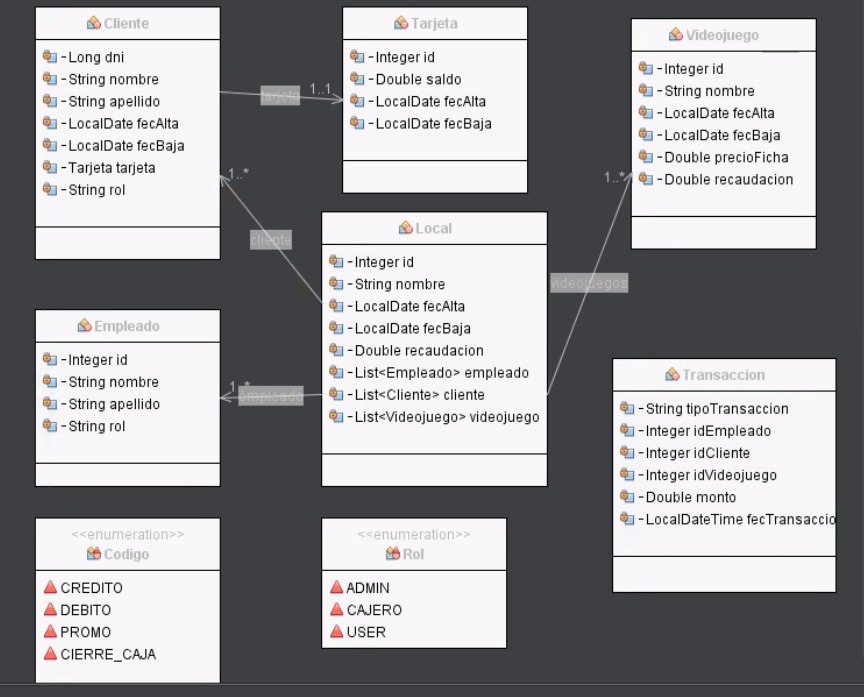 Cliente
-Long dni
-String nombre
-String apellido
-LocalDate fecAlta
-LocalDate fecBaja
-Tarjeta tarjeta
-String rol
tarjeta
1..1
Tarjeta
-Integer id
-Double saldo
-LocalDate fecAlta
-LocalDate fecBaja
Videojuego
-Integer id
-String nombre
-LocalDate fecAlta
-LocalDate fecBaja
-Double precioFicha
-Double recaudacion
1..*
cliente
1..*
videojuegos
Local
-Integer id
-String nombre
-LocalDate fecAlta
-LocalDate fecBaja
-Double recaudacion
-List<Empleado> empleado
-List<Cliente> cliente
-List<Videojuego> videojuego
Empleado
-Integer id
-String nombre
-String apellido
-String rol
1..*
empleado
Transaccion
-String tipoTransaccion
-Integer idEmpleado
-Integer idCliente
-Integer idVideojuego
-Double monto
-LocalDateTime fecTransaccio
<<enumeration>>
Codigo
CREDITO
DEBITO
PROMO
CIERRE_CAJA
<<enumeration>>
Rol
ADMIN
CAJERO
USER